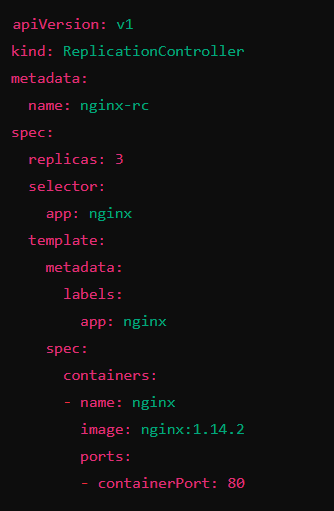 apiVersion: v1
kind: ReplicationController
metadata:
  name: nginx-rc
spec:
  replicas: 3
  selector:
    app: nginx
  template:
    metadata:
      labels:
        app: nginx
    spec:
      containers:
      - name: nginx
        image: nginx:1.14.2
        ports:
        - containerPort: 80